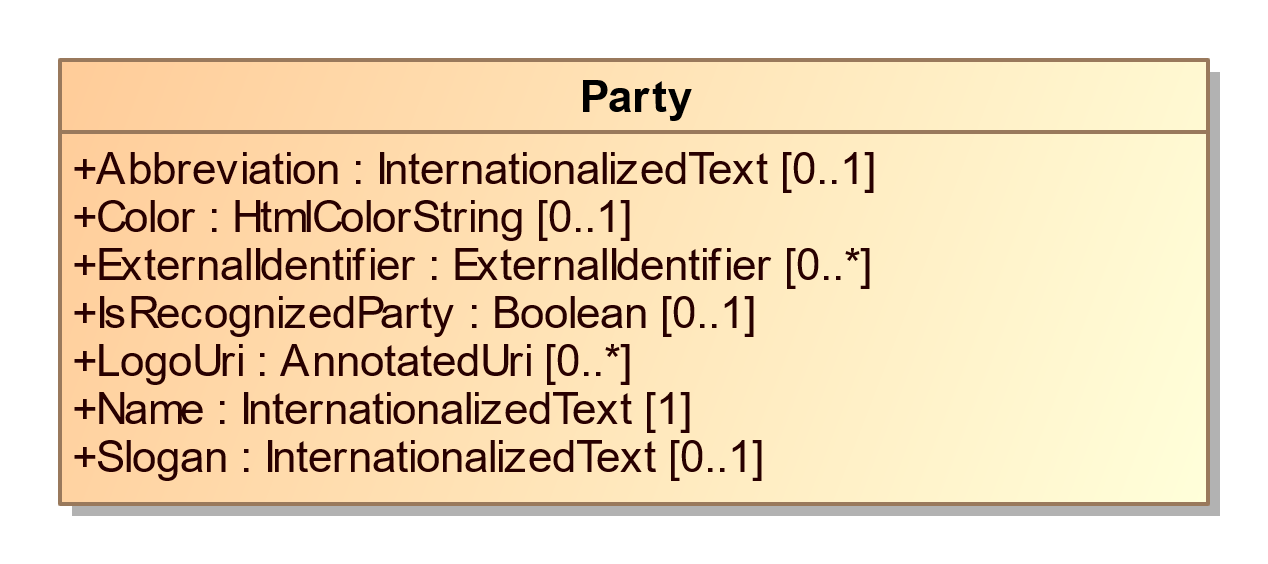 Party
+Abbreviation : InternationalizedText [0..1]
+Color : HtmlColorString [0..1]
+ExternalIdentifier : ExternalIdentifier [0..*]
+IsRecognizedParty : Boolean [0..1]
+LogoUri : AnnotatedUri [0..*]
+Name : InternationalizedText [1]
+Slogan : InternationalizedText [0..1]